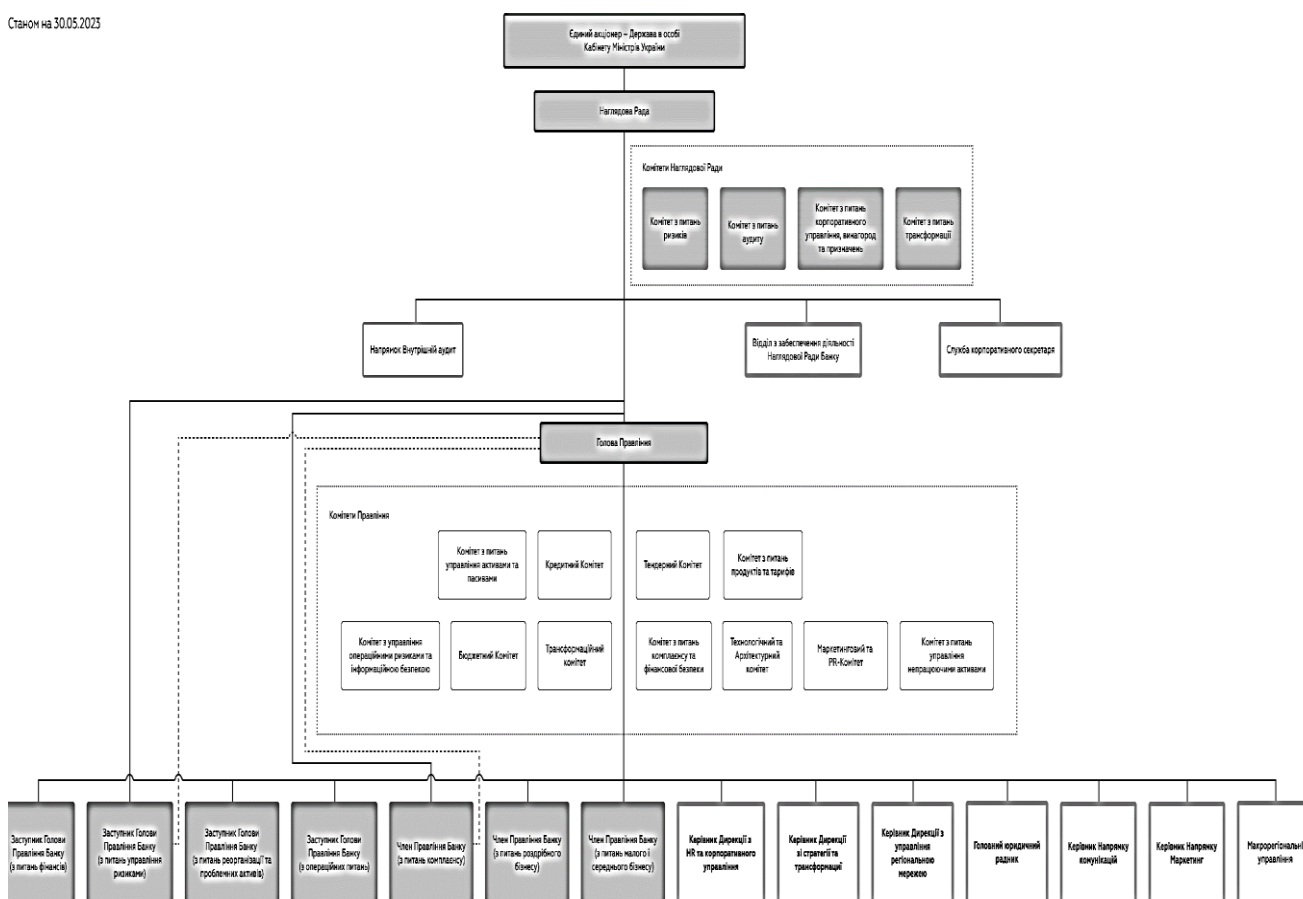 Станом на 30.05.2023
Єдиний акціонер – Держава в особі
Кабінету Міністрів України
Наглядова Рада
Комітети Наглядової Ради
Комітет з питань
ризиків
Комітет з питань
аудиту
Комітет з питань
корпоративного
управління, винагород
та призначень
Комітет з питань
трансформації
Напрямок Внутрішній аудит
Відділ з забезпечення діяльності
Наглядової Ради Банку
Служба корпоративного секретаря
Голова Правління
Комітети Правління
Комітет з питань
управління активами та
пасивами
Кредитний Комітет
Тендерний Комітет
Комітет з питань
продуктів та тарифів
Комітет з управління
операційними ризиками та
інформаційною безпекою
Бюджетний Комітет
Трансформаційний
комітет
Комітет з питань
комплаєнсу та
фінансової безпеки
Технологічний та
Архітектурний
комітет
Маркетинговий та
PR-Комітет
Комітет з питань
управління
непрацюючими активами
Заступник Голови
Правління Банку
(з питань фінансів)
Заступник Голови
Правління Банку
(з питань управління
ризиками)
Заступник Голови
Правління Банку
(з питань реорганізації та
проблемних активів)
Заступник Голови
Правління Банку
(з операційних питань)
Член Правління Банку
(з питань комплаєнсу)
Член Правління Банку
(з питань роздрібного
бізнесу)
Член Правління Банку
(з питань малого і
середнього бізнесу)
Керівник Дирекції з
HR та корпоративного
управління
Керівник Дирекції
зі стратегії та
трансформації
Керівник Дирекції з
управління
регіональною
мережею
Головний юридичний
радник
Керівник Напрямку
комунікацій
Керівник Напрямку
Маркетинг
Макрорегіональні
управління